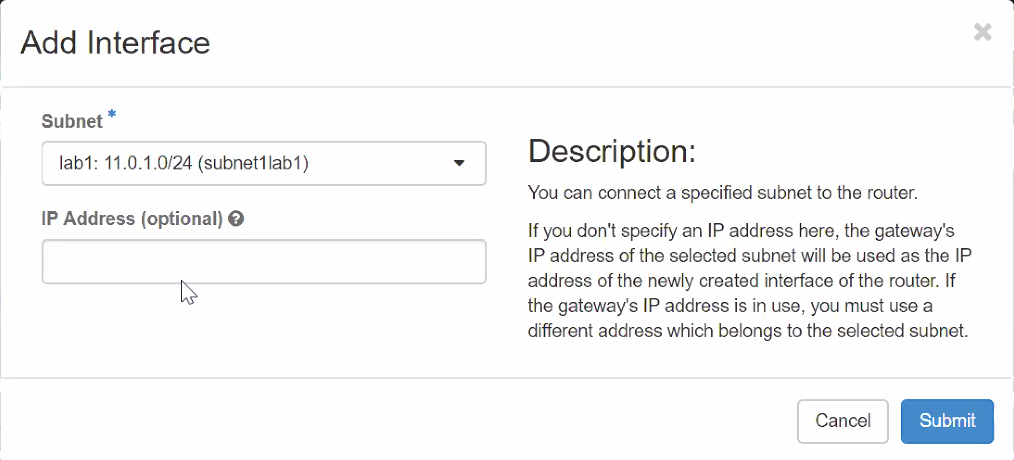 Add Interface
×
Subnet *
lab1: 11.0.1.0/24 (subnet1lab1)
IP Address (optional) ?
Description:
You can connect a specified subnet to the router.
If you don't specify an IP address here, the gateway's
IP address of the selected subnet will be used as the IP
address of the newly created interface of the router. If
the gateway's IP address is in use, you must use a
different address which belongs to the selected subnet.
Cancel
Submit